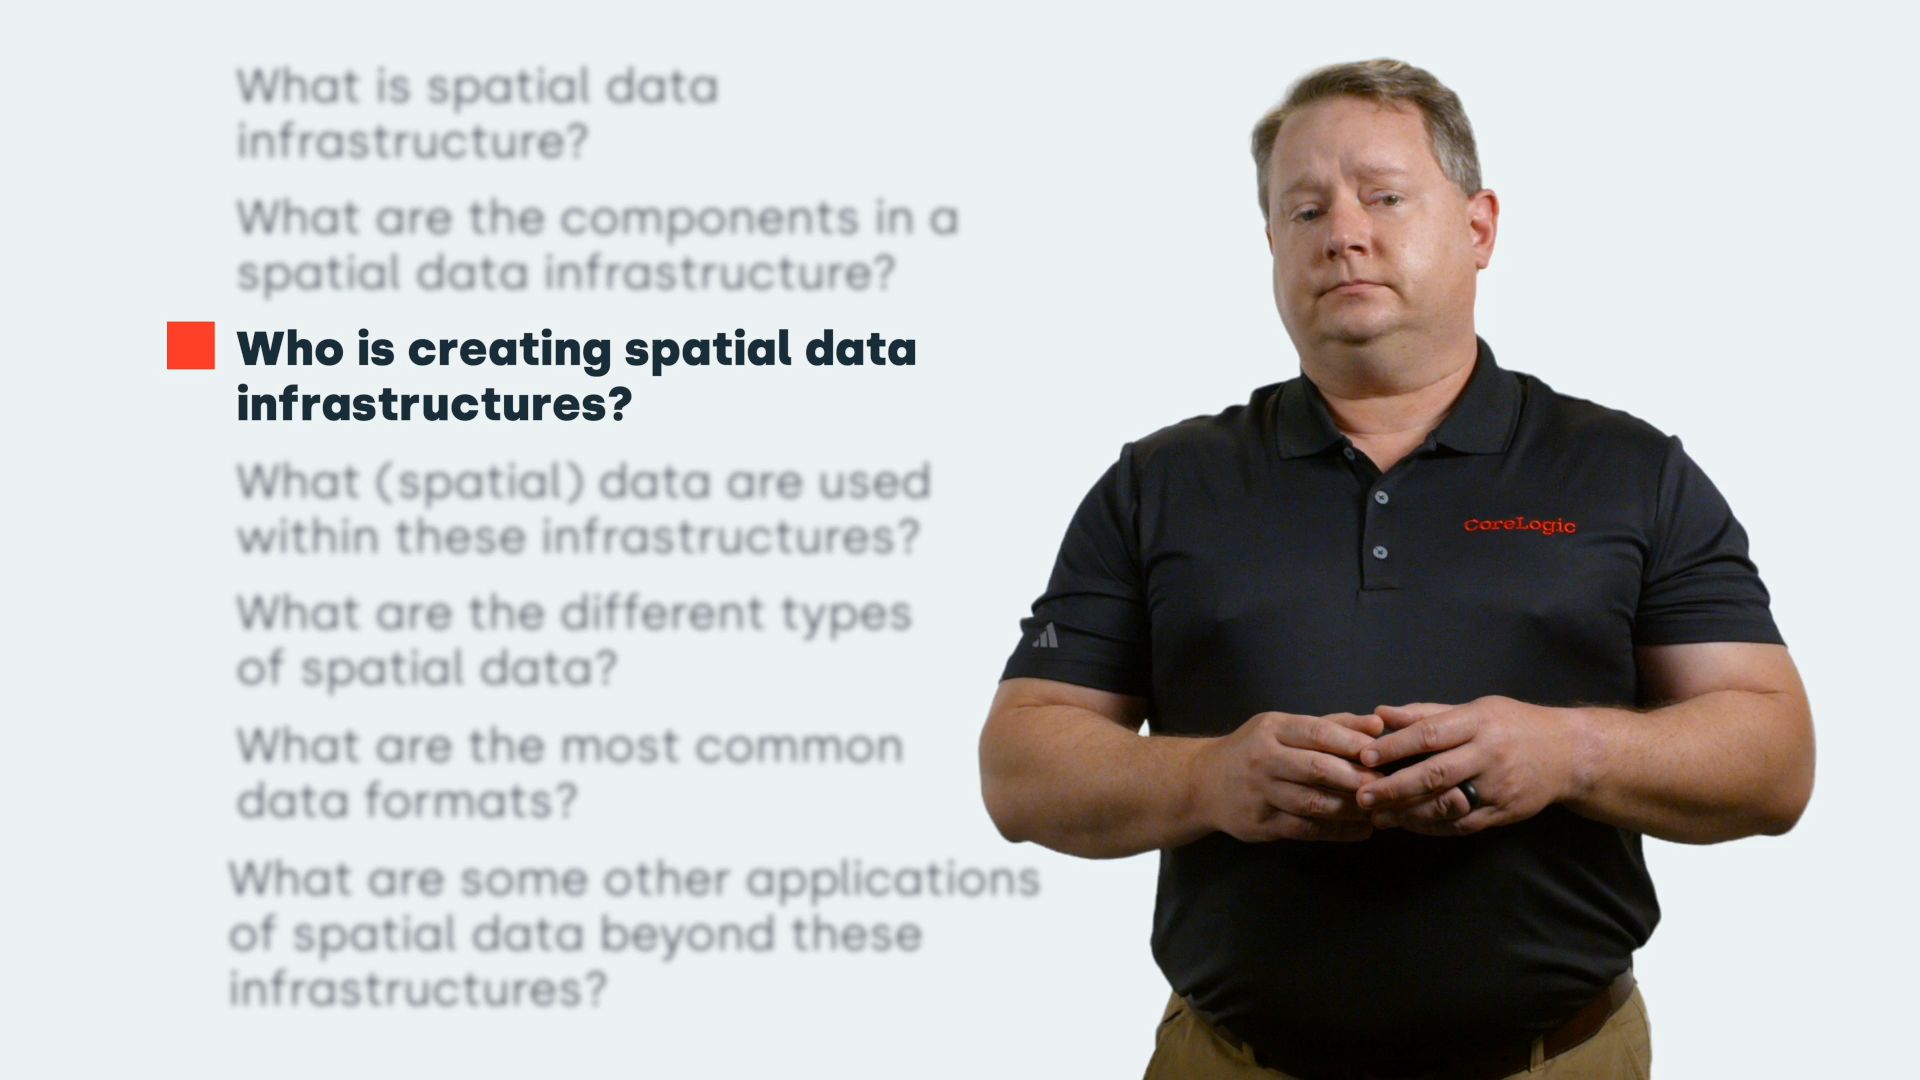 What is spatial data
infrastructure?
What are the components in a
spatial data infrastructure?
Who is creating spatial data
infrastructures?
What (spatial) data are used
within these infrastructures?
What are the different types
of spatial data?
What are the most common
data formats?
What are some other applications
of spatial data beyond these
infrastructures?
CoreLogic